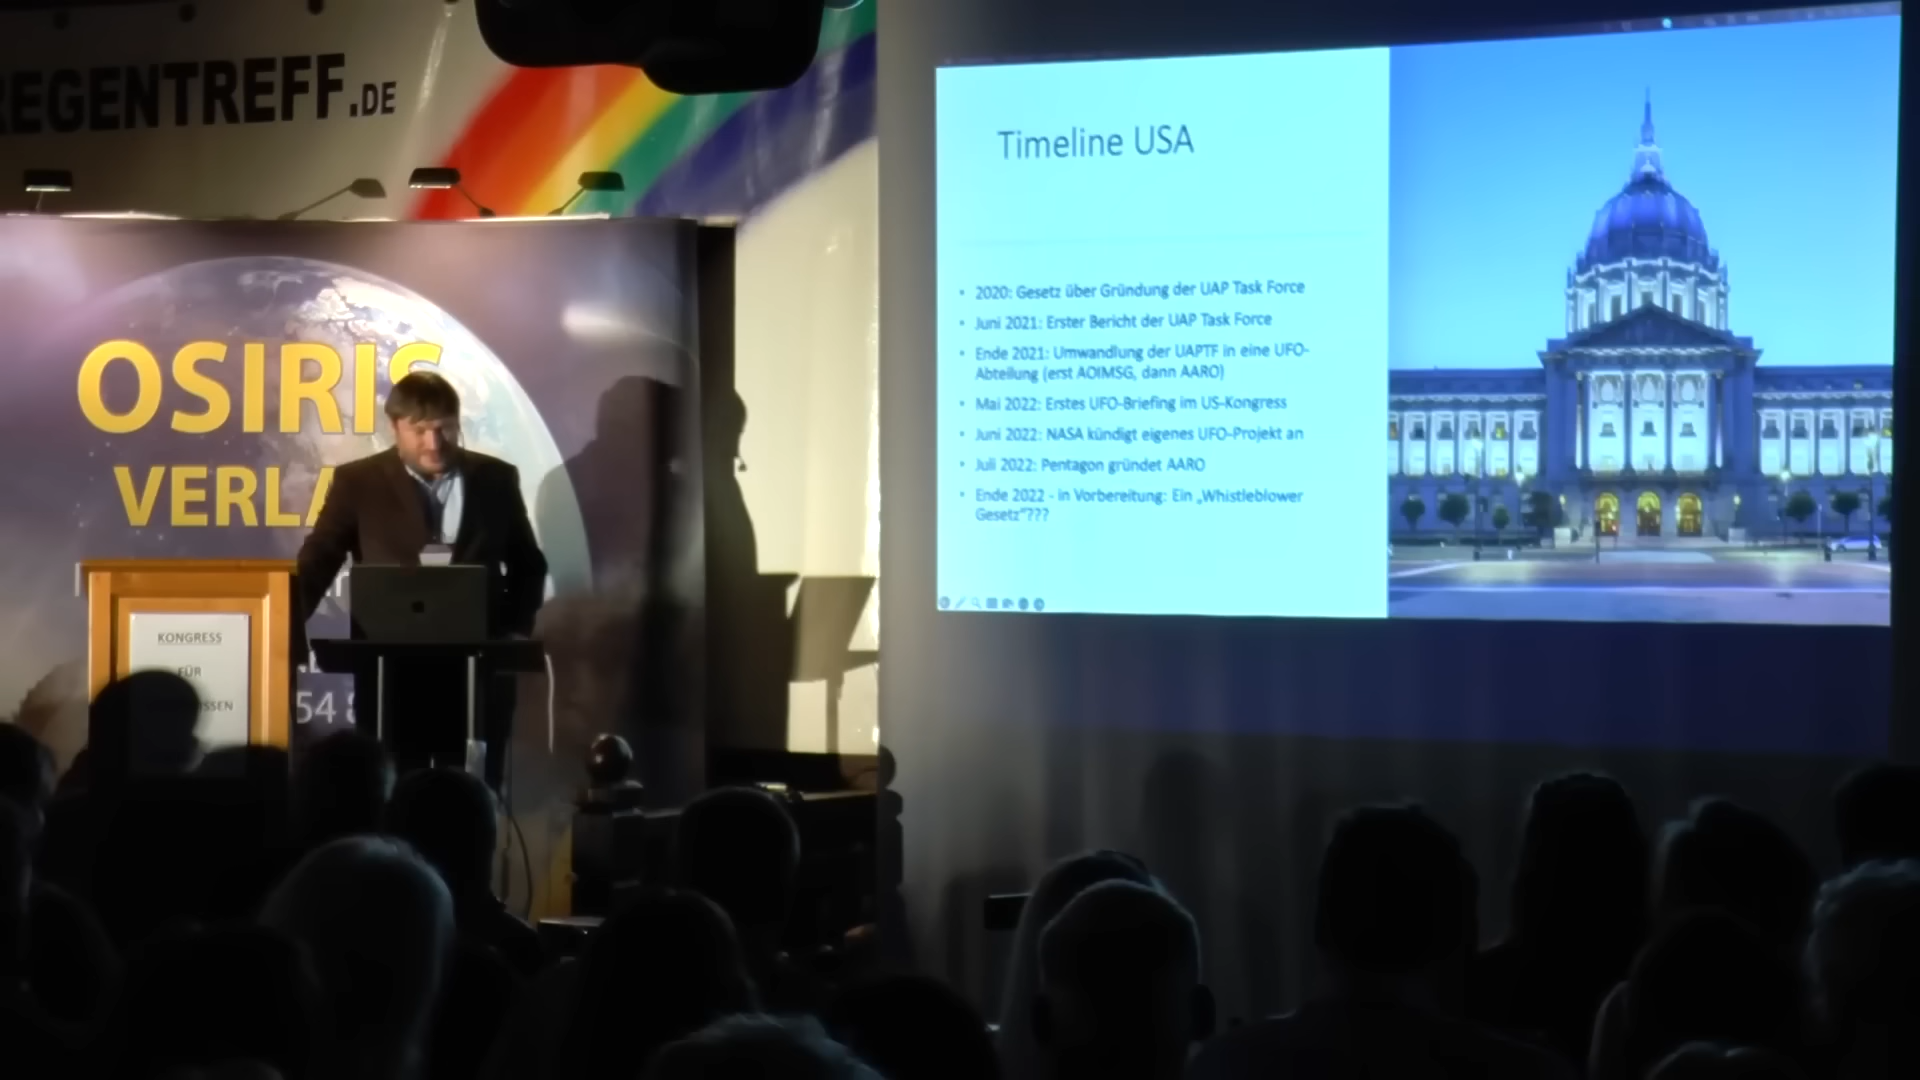 REGENTREFF.DE
OSIRIS
VERLA
KONGRESS
FÜR
54
Timeline USA
• 2020: Gesetz über Gründung der UAP Task Force
• Juni 2021: Erster Bericht der UAP Task Force
• Ende 2021: Umwandlung der UAPTF in eine UFO-
Abteilung (erst AOIMSG, dann AARO)
• Mai 2022: Erstes UFO-Briefing im US-Kongress
• Juni 2022: NASA kündigt eigenes UFO-Projekt an
• Juli 2022: Pentagon gründet AARO
• Ende 2022 - in Vorbereitung: Ein „Whistleblower
Gesetz"???